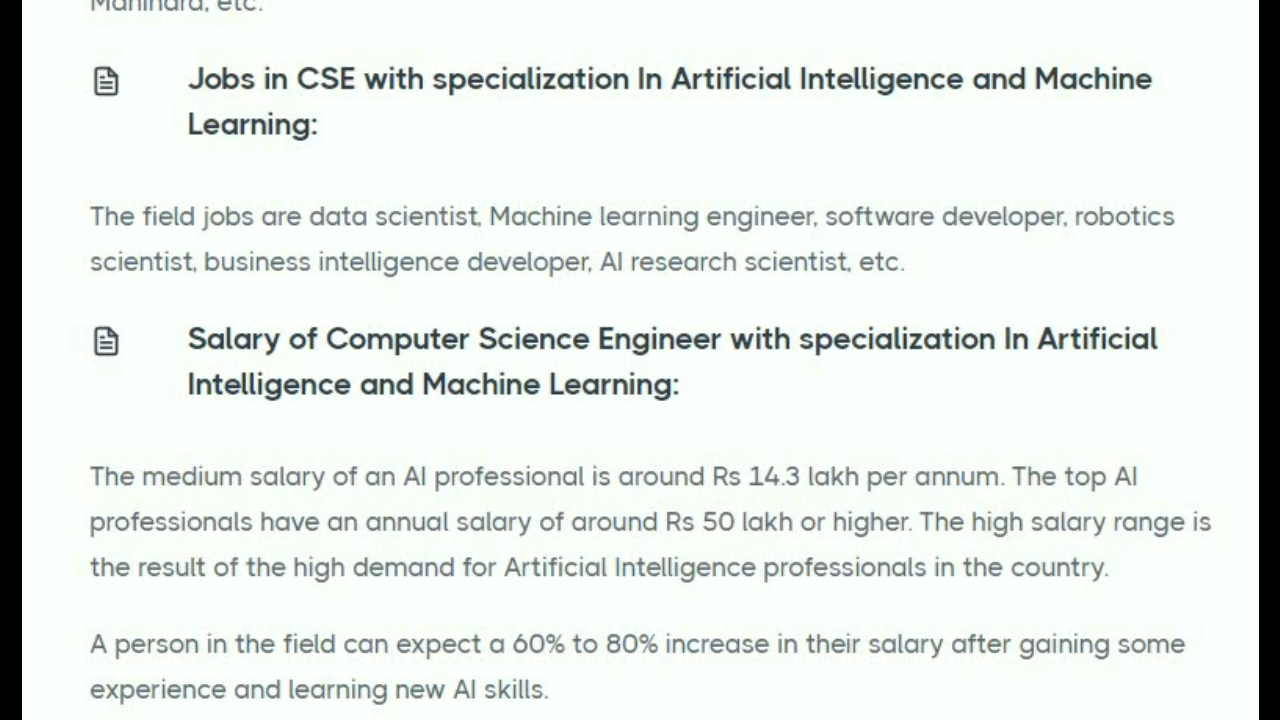 Mahindra, etc.
Jobs in CSE with specialization In Artificial Intelligence and Machine
Learning:
The field jobs are data scientist, Machine learning engineer, software developer, robotics
scientist, business intelligence developer, AI research scientist, etc.
Salary of Computer Science Engineer with specialization In Artificial
Intelligence and Machine Learning:
The medium salary of an AI professional is around Rs 14.3 lakh per annum. The top AI
professionals have an annual salary of around Rs 50 lakh or higher. The high salary range is
the result of the high demand for Artificial Intelligence professionals in the country.
A person in the field can expect a 60% to 80% increase in their salary after gaining some
experience and learning new AI skills.